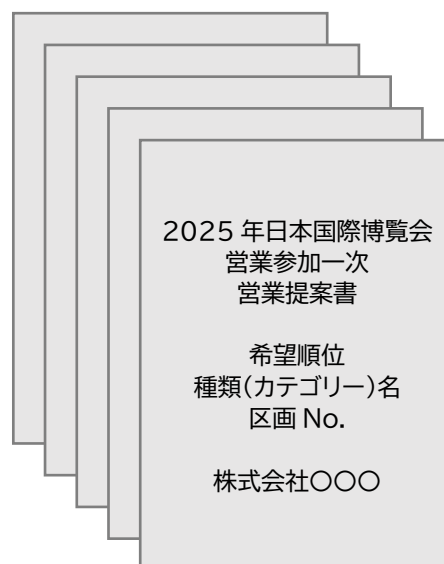 2025 年日本国際博覧会
営業参加一次
営業提案書
希望順位
種類(カテゴリー)名
区画 No.
株式会社〇〇〇